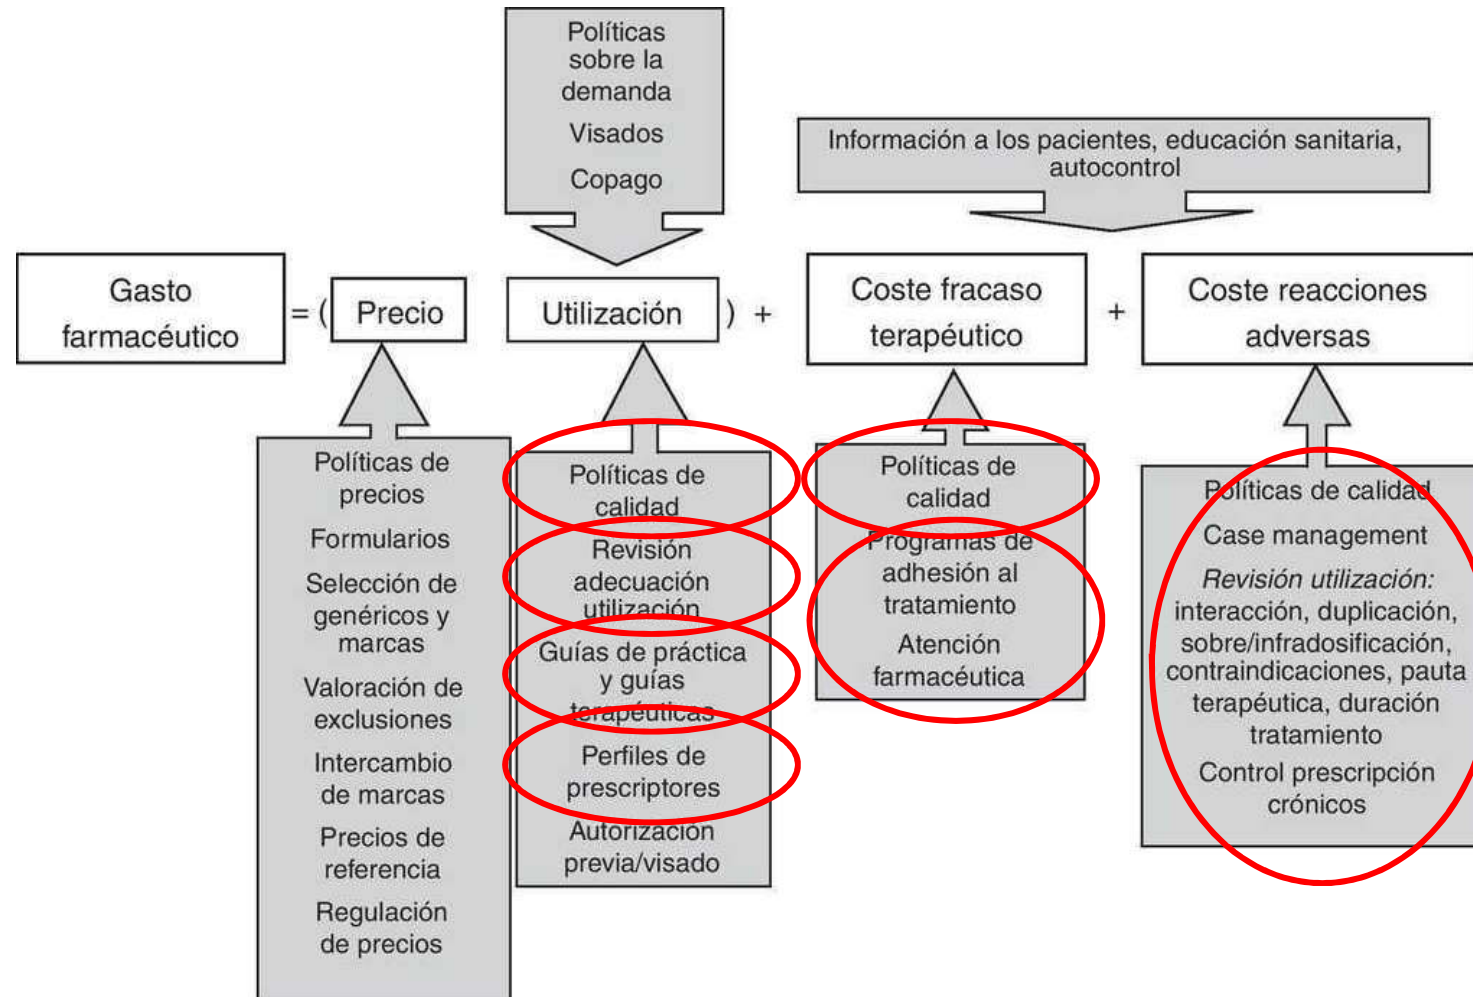 Políticas
sobre la
demanda
Visados
Copago
Información a los pacientes, educación sanitaria,
autocontrol
Gasto
farmacéutico
= (
Precio
Utilización
) +
Coste fracaso
terapéutico
+
Coste reacciones
adversas
Políticas de
precios
Formularios
Selección de
genéricos y
marcas
Valoración de
exclusiones
Intercambio
de marcas
Precios de
referencia
Regulación
de precios
Políticas de
calidad
Revisión
adecuación
utilización
Guías de práctica
y guías
terapéuticas
Perfiles de
prescriptores
Autorización
previa/visado
Políticas de
calidad
Programas de
adhesión al
tratamiento
Atención
farmacéutica
Políticas de calidad
Case management
Revisión utilización:
interacción, duplicación,
sobre/infradosificación,
contraindicaciones, pauta
terapéutica, duración
tratamiento
Control prescripción
crónicos